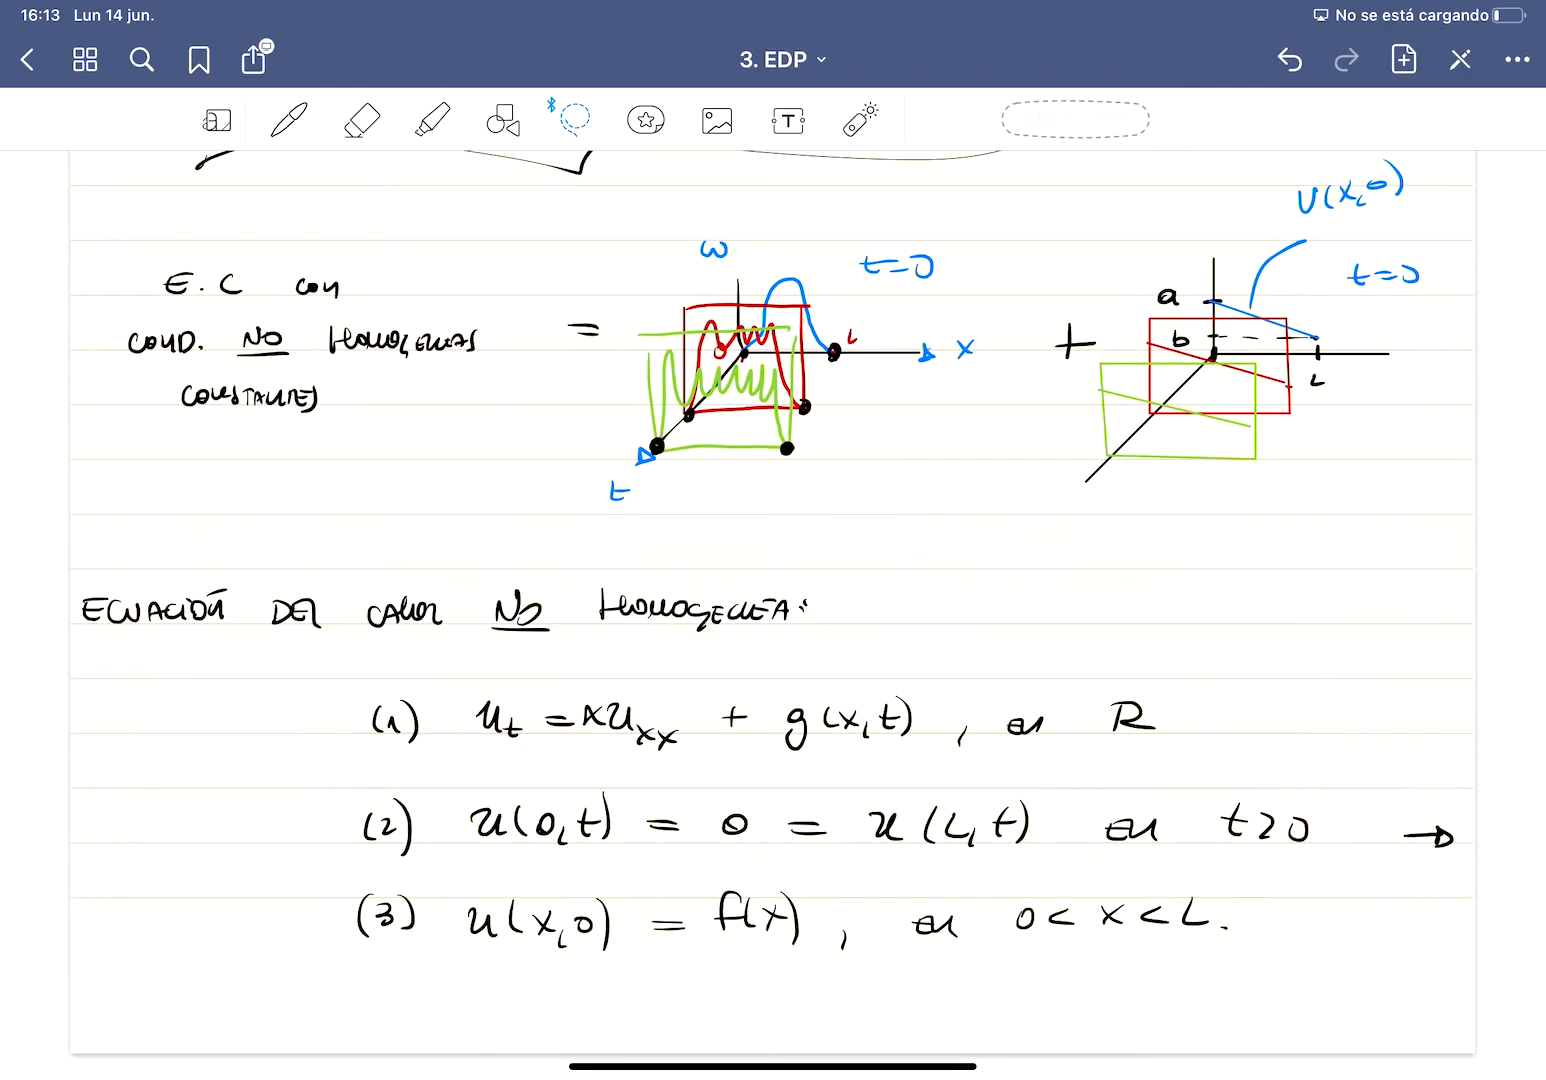 16:13 Lun 14 jun.
No se está cargando
3. EDP
U(x,0)
ω
t=0
t=0
E.C con
COND. NO HOMOGENEAS
CONSTANTES
=
L
x
+
a
b
L
t
ECUACIÓN DEL CALOR NO HOMOGENEA:
(1) u_t = α u_xx + g(x,t), en R
(2) u(0,t) = 0 = u(L,t) en t>0 →
(3) u(x,0) = f(x), en 0 < x < L.